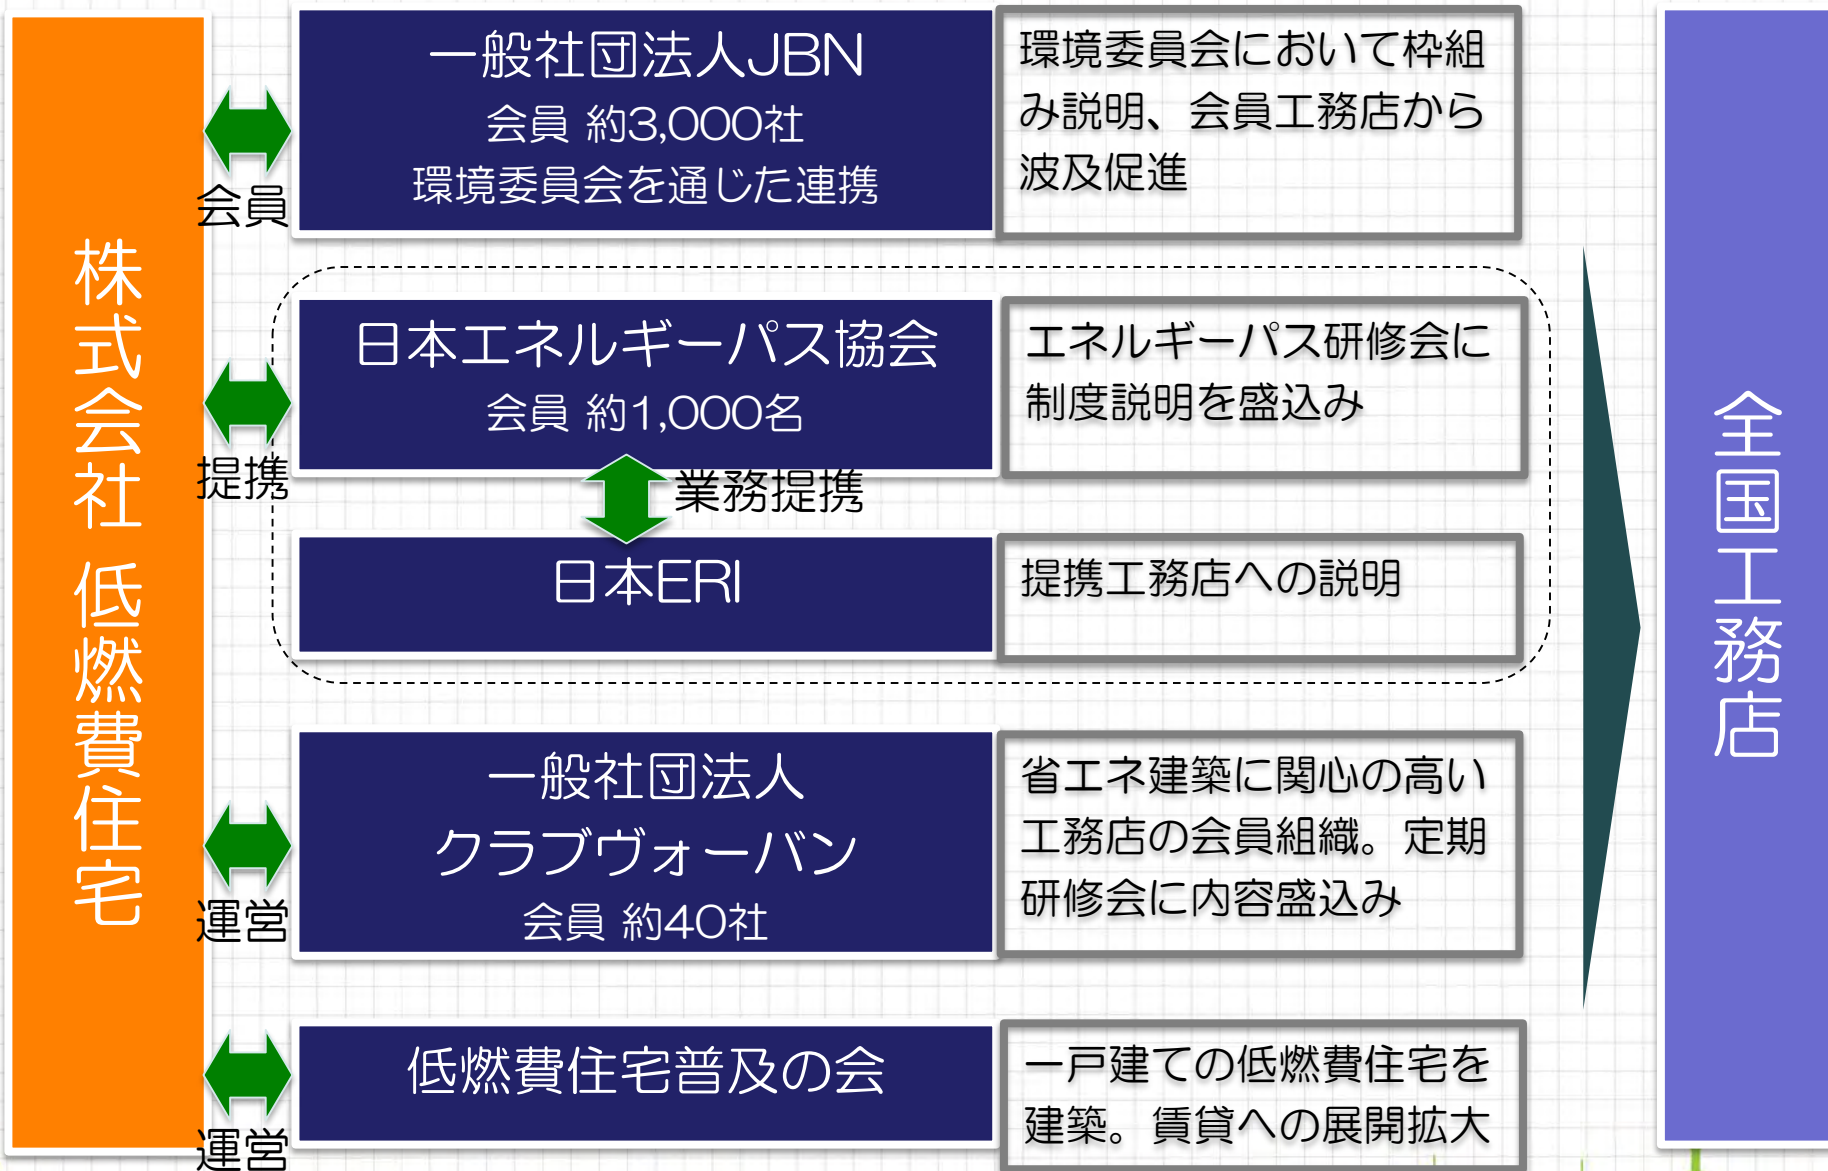 株式会社 低燃費住宅
会員
一般社団法人JBN
会員 約3,000社
環境委員会を通じた連携
環境委員会において枠組
み説明、会員工務店から
波及促進
提携
日本エネルギーパス協会
会員 約1,000名
エネルギーパス研修会に
制度説明を盛込み
業務提携
日本ERI
提携工務店への説明
運営
一般社団法人
クラブヴォーバン
会員 約40社
省エネ建築に関心の高い
工務店の会員組織。定期
研修会に内容盛込み
運営
低燃費住宅普及の会
一戸建ての低燃費住宅を
建築。賃貸への展開拡大
全国工務店